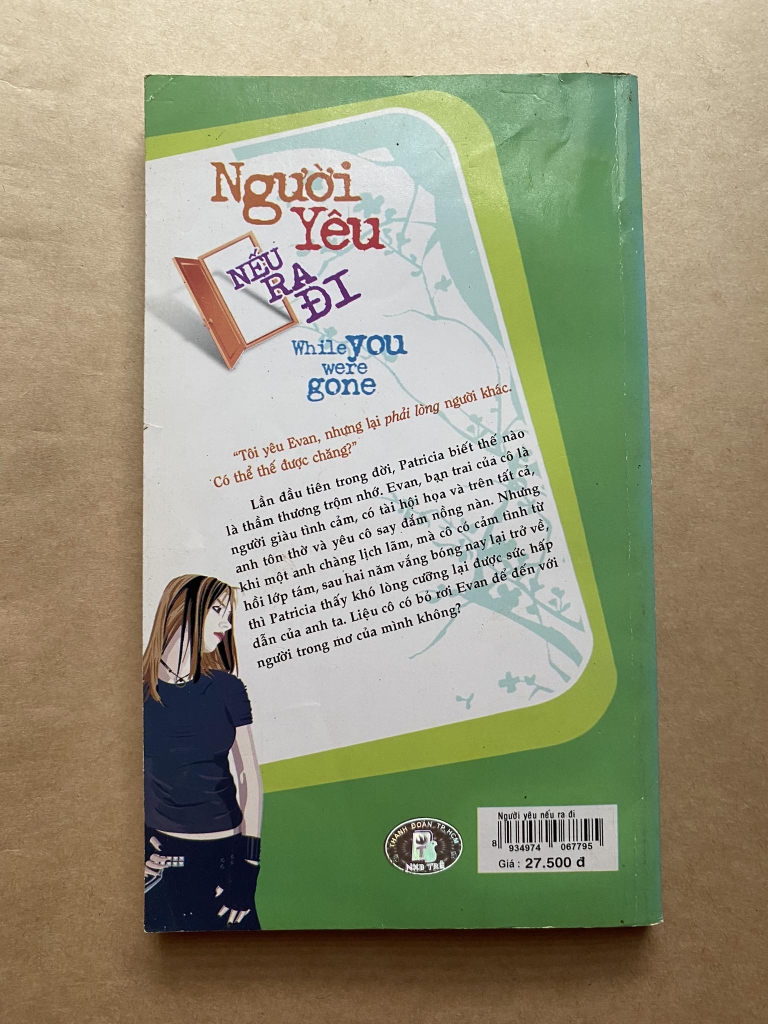 Người
Yêu
NẾU
RA
ĐI
While you
were
gone
"Tôi yêu Evan, nhưng lại phải lòng người khác.
Có thể thế được chăng?"
Lần đầu tiên trong đời, Patricia biết thế nào
là thầm thương trộm nhớ. Evan, bạn trai của cô là
người giàu tình cảm, có tài hội họa và trên tất cả,
anh tôn thờ và yêu cô say đắm nồng nàn. Nhưng
khi một anh chàng lịch lãm, mà cô có cảm tình từ
hồi lớp tám, sau hai năm vắng bóng nay lại trở về,
thì Patricia thấy khó lòng cưỡng lại được sức hấp
dẫn của anh ta. Liệu cô có bỏ rơi Evan để đến với
người trong mơ của mình không?
THÀNH ĐOÀN TP.HCM
NXB TRẺ
Người yêu nếu ra đi
8 934974 067795
Giá : 27.500 đ